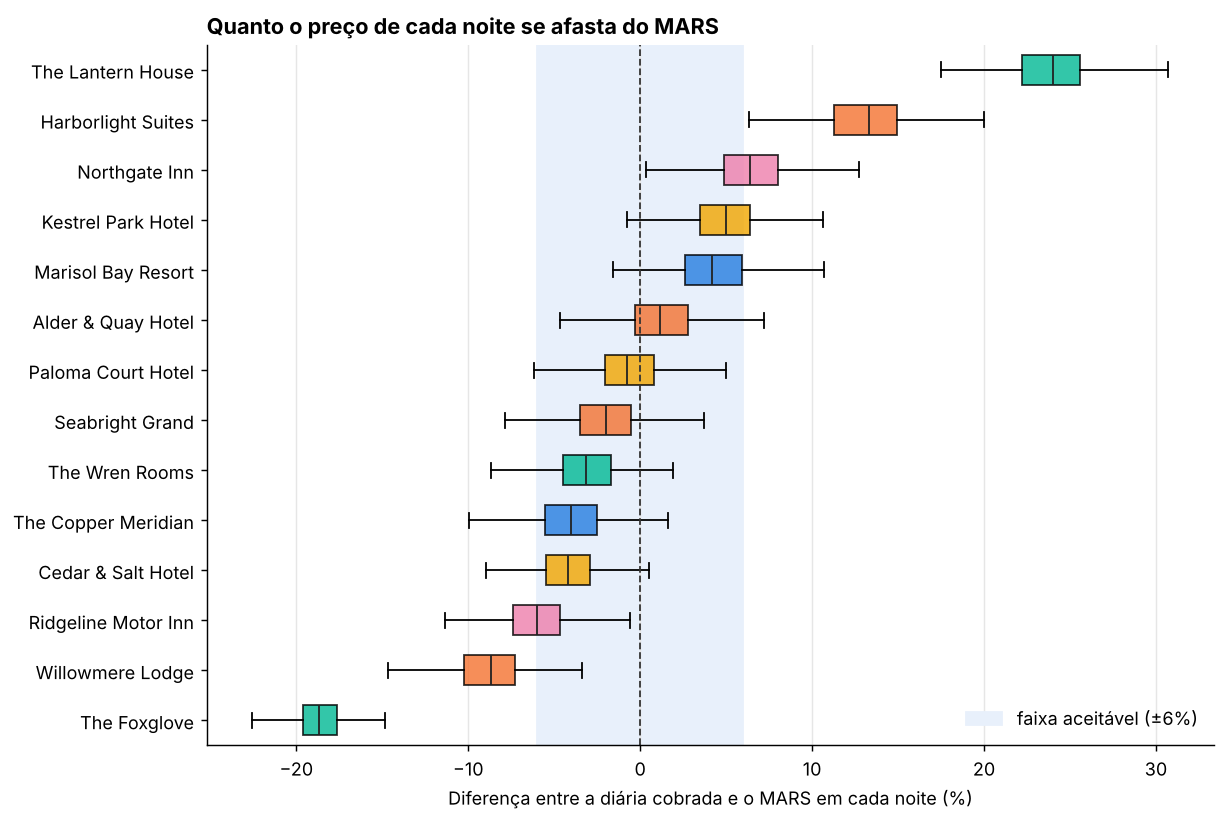 Quanto o preço de cada noite se afasta do MARS
The Lantern House
Harborlight Suites
Northgate Inn
Kestrel Park Hotel
Marisol Bay Resort
Alder & Quay Hotel
Paloma Court Hotel
Seabright Grand
The Wren Rooms
The Copper Meridian
Cedar & Salt Hotel
Ridgeline Motor Inn
Willowmere Lodge
The Foxglove
faixa aceitável (±6%)
−20 −10 0 10 20 30
Diferença entre a diária cobrada e o MARS em cada noite (%)